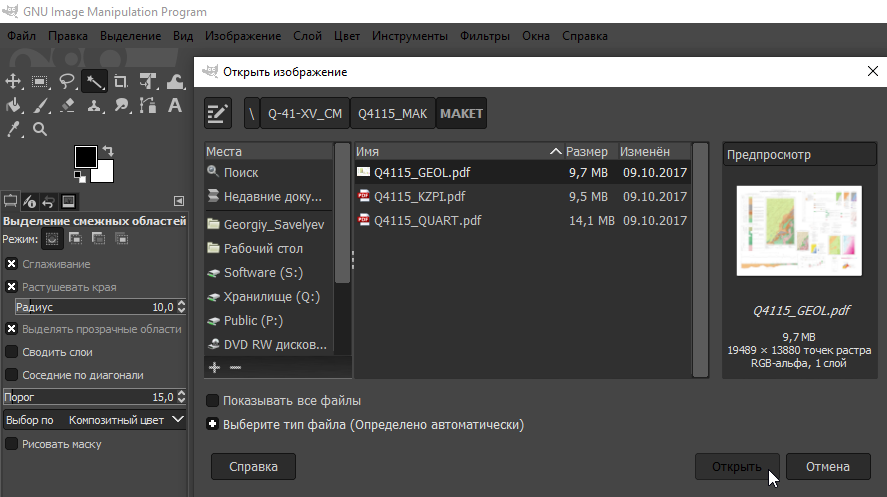 GNU Image Manipulation Program
Файл Правка Выделение Вид Изображение Слой Цвет Инструменты Фильтры Окна Справка
Открыть изображение
\ Q-41-XV_CM Q4115_MAK MAKET
Места
Поиск
Недавние доку...
Georgiy_Savelyev
Рабочий стол
Software (S:)
Хранилище (Q:)
Public (P:)
DVD RW дисков...
Имя Размер Изменён
Q4115_GEOL.pdf 9,7 MB 09.10.2017
Q4115_KZPI.pdf 9,5 MB 09.10.2017
Q4115_QUART.pdf 14,1 MB 09.10.2017
Предпросмотр
Q4115_GEOL.pdf
9,7 MB
19489 × 13880 точек растра
RGB-альфа, 1 слой
Показывать все файлы
Выберите тип файла (Определено автоматически)
Справка Открыть Отмена
Выделение смежных областей
Режим:
Сглаживание
Растушевать края
Радиус 10,0
Выделять прозрачные области
Сводить слои
Соседние по диагонали
Порог 15,0
Выбор по Композитный цвет
Рисовать маску